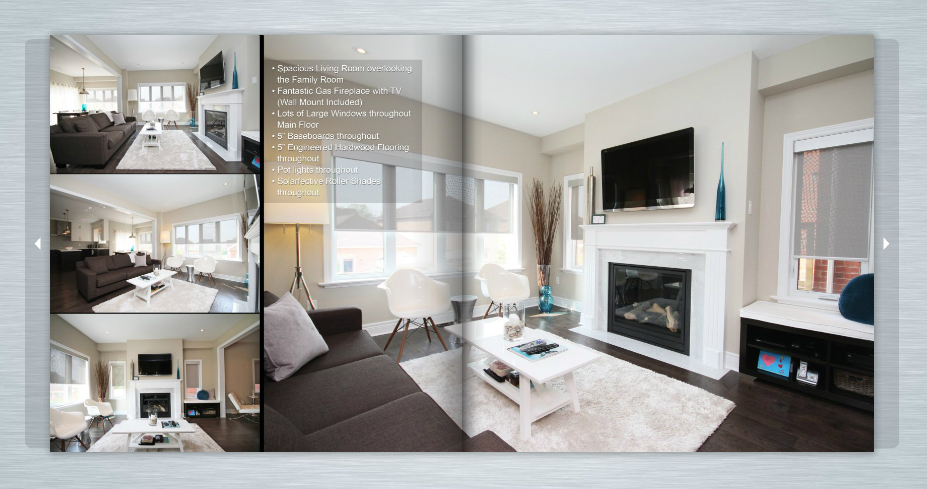 • Spacious Living Room overlooking
the Family Room
• Fantastic Gas Fireplace with TV
(Wall Mount Included)
• Lots of Large Windows throughout
Main Floor
• 5" Baseboards throughout
• 5" Engineered Hardwood Flooring
throughout
• Pot lights throughout
• Solarfective Roller Shades
throughout